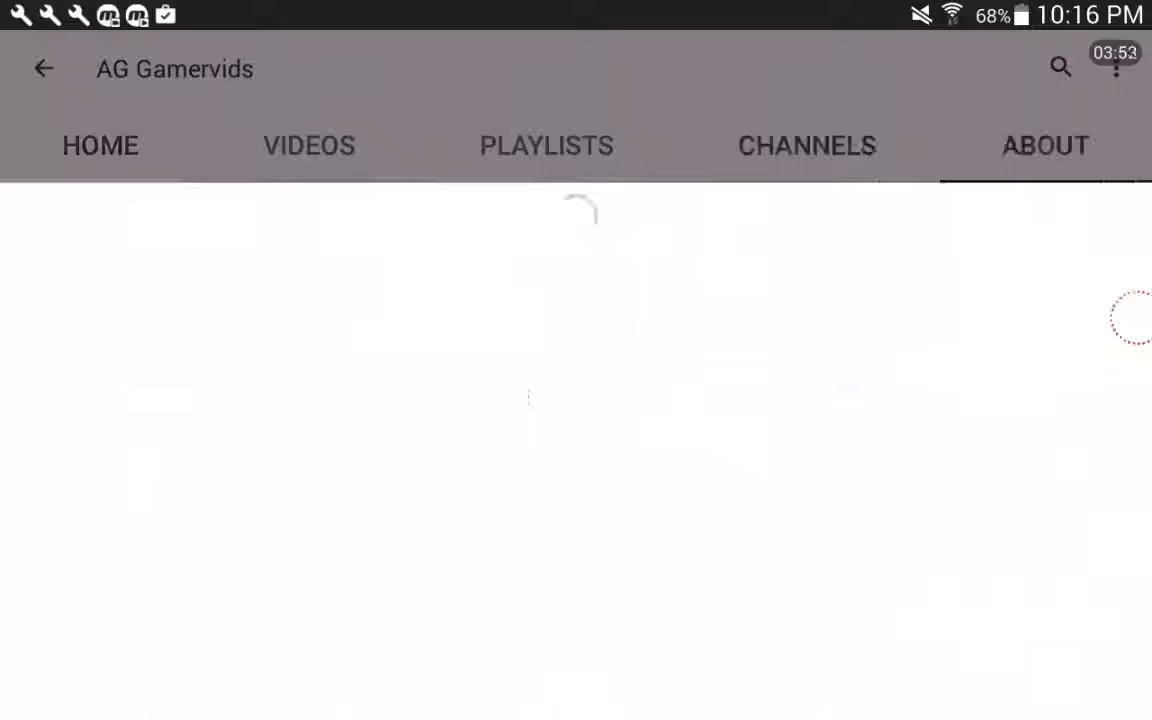 68% 10:16 PM
AG Gamervids
03:53
HOME VIDEOS PLAYLISTS CHANNELS ABOUT